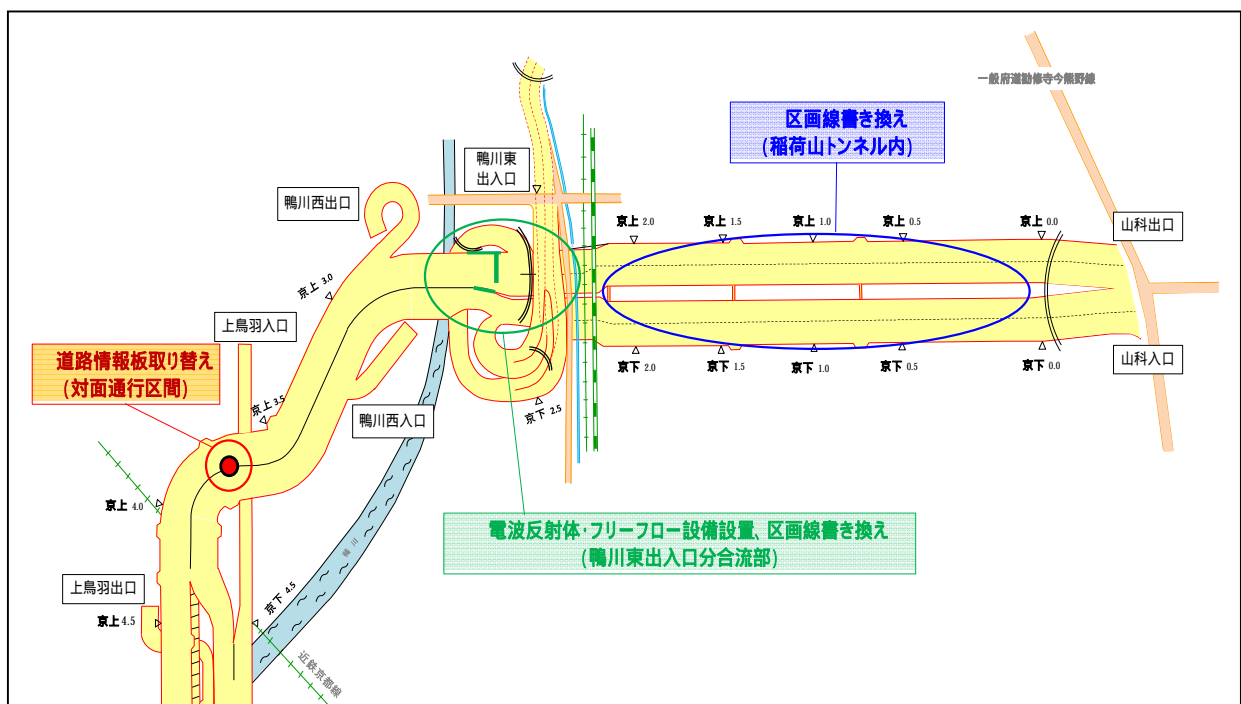 一般府道勧修寺今熊野線
区画線書き換え
(稲荷山トンネル内)
鴨川東
出入口
鴨川西出口
京上 2.0
京上 1.5
京上 1.0
京上 0.5
京上 0.0
山科出口
京上 3.0
上鳥羽入口
道路情報板取り替え
(対面通行区間)
京下 2.0
京下 1.5
京下 1.0
京下 0.5
京下 0.0
山科入口
京上 3.5
鴨川西入口
京下 2.5
京上 4.0
電波反射体・フリーフロー設備設置、区画線書き換え
(鴨川東出入口分合流部)
鴨川
上鳥羽出口
京上 4.5
京下 4.5
近鉄京都線